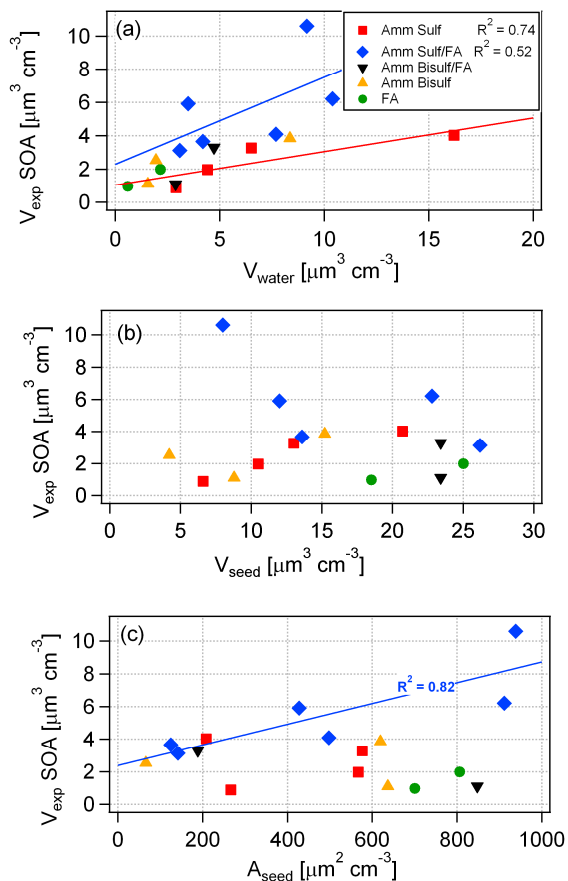 (a)
Amm Sulf R² = 0.74
Amm Sulf/FA R² = 0.52
Amm Bisulf/FA
Amm Bisulf
FA
10
8
6
4
2
0
V_exp SOA [μm³ cm⁻³]
0 5 10 15 20
V_water [μm³ cm⁻³]
(b)
10
8
6
4
2
0
V_exp SOA [μm³ cm⁻³]
0 5 10 15 20 25 30
V_seed [μm³ cm⁻³]
(c)
R² = 0.82
10
8
6
4
2
0
V_exp SOA [μm³ cm⁻³]
0 200 400 600 800 1000
A_seed [μm² cm⁻³]